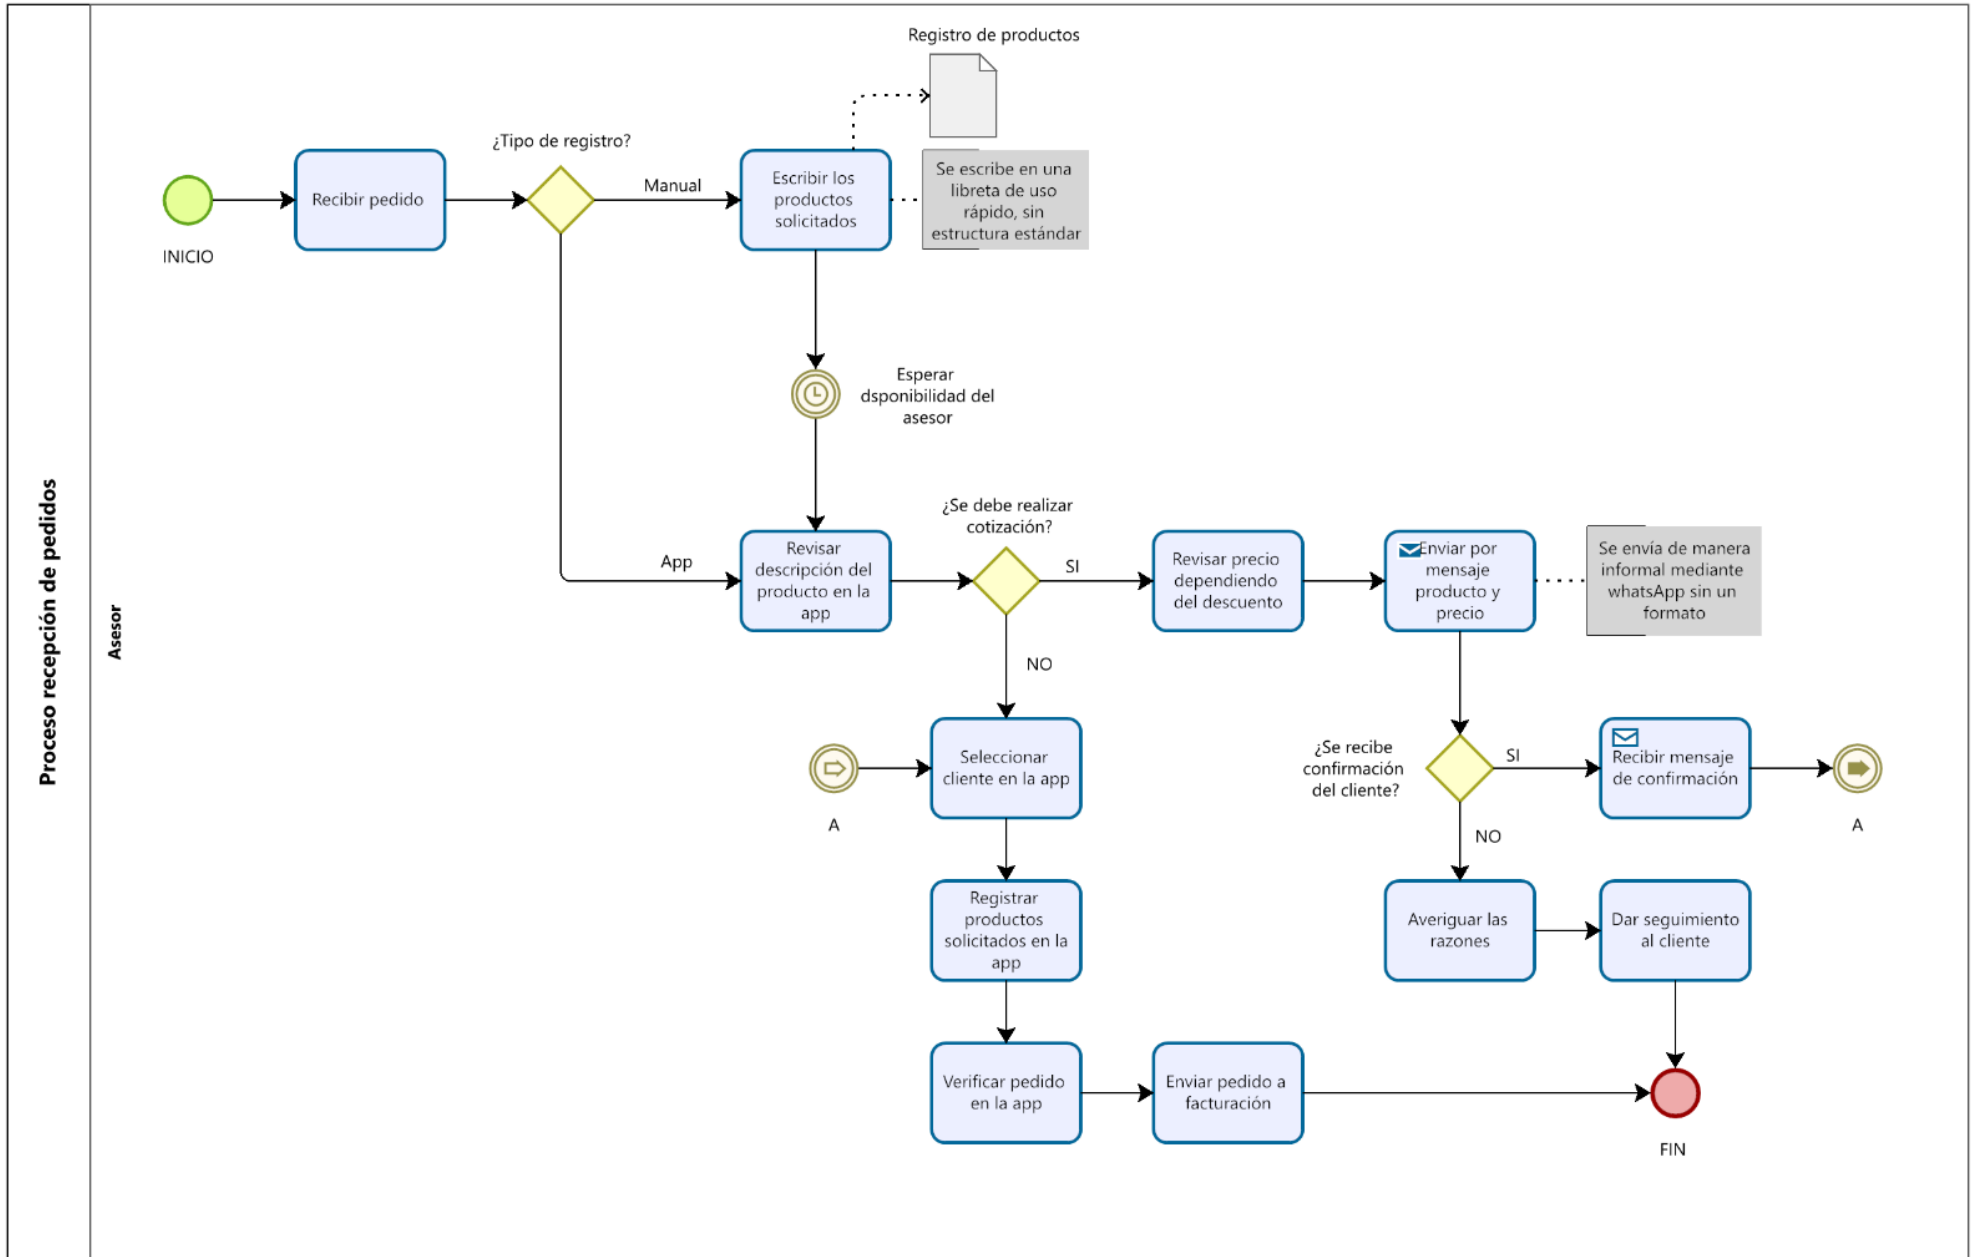 Proceso recepción de pedidos
Asesor
INICIO
Recibir pedido
¿Tipo de registro?
Manual
Escribir los
productos
solicitados
Registro de productos
Se escribe en una
libreta de uso
rápido, sin
estructura estándar
Esperar
dsponibilidad del
asesor
App
Revisar
descripción del
producto en la
app
¿Se debe realizar
cotización?
SI
Revisar precio
dependiendo
del descuento
Enviar por
mensaje
producto y
precio
Se envía de manera
informal mediante
whatsApp sin un
formato
NO
A
Seleccionar
cliente en la app
¿Se recibe
confirmación
del cliente?
SI
Recibir mensaje
de confirmación
A
NO
Registrar
productos
solicitados en la
app
Averiguar las
razones
Dar seguimiento
al cliente
Verificar pedido
en la app
Enviar pedido a
facturación
FIN